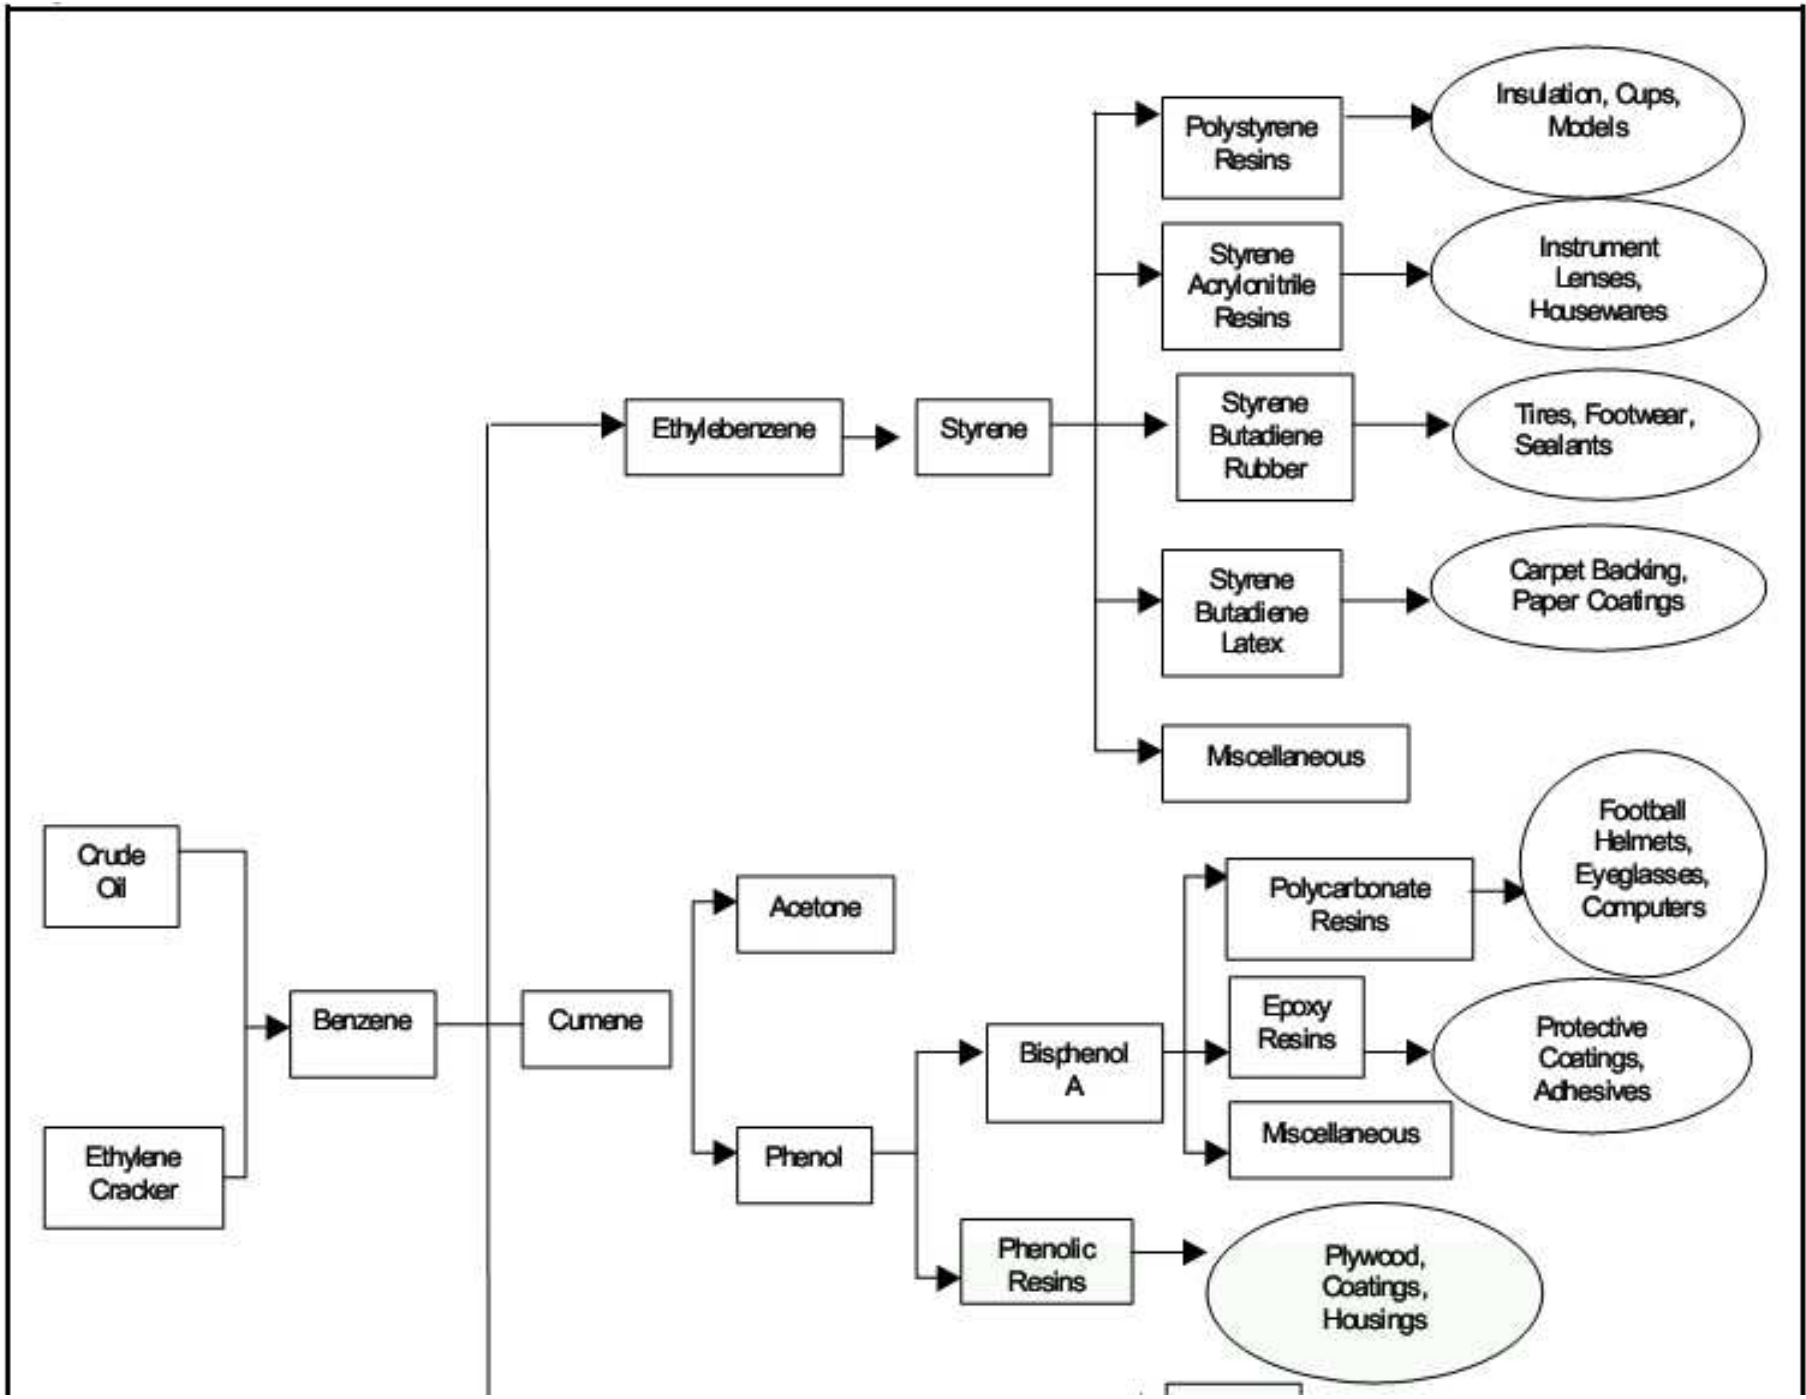 Insulation, Cups,
Models
Polystyrene
Resins
Instrument
Lenses,
Housewares
Styrene
Acrylonitrile
Resins
Styrene
Butadiene
Rubber
Tires, Footwear,
Sealants
Ethylebenzene
Styrene
Styrene
Butadiene
Latex
Carpet Backing,
Paper Coatings
Miscellaneous
Football
Helmets,
Eyeglasses,
Computers
Crude
Oil
Acetone
Polycarbonate
Resins
Benzene
Cumene
Epoxy
Resins
Protective
Coatings,
Adhesives
Bisphenol
A
Miscellaneous
Ethylene
Cracker
Phenol
Phenolic
Resins
Plywood,
Coatings,
Housings